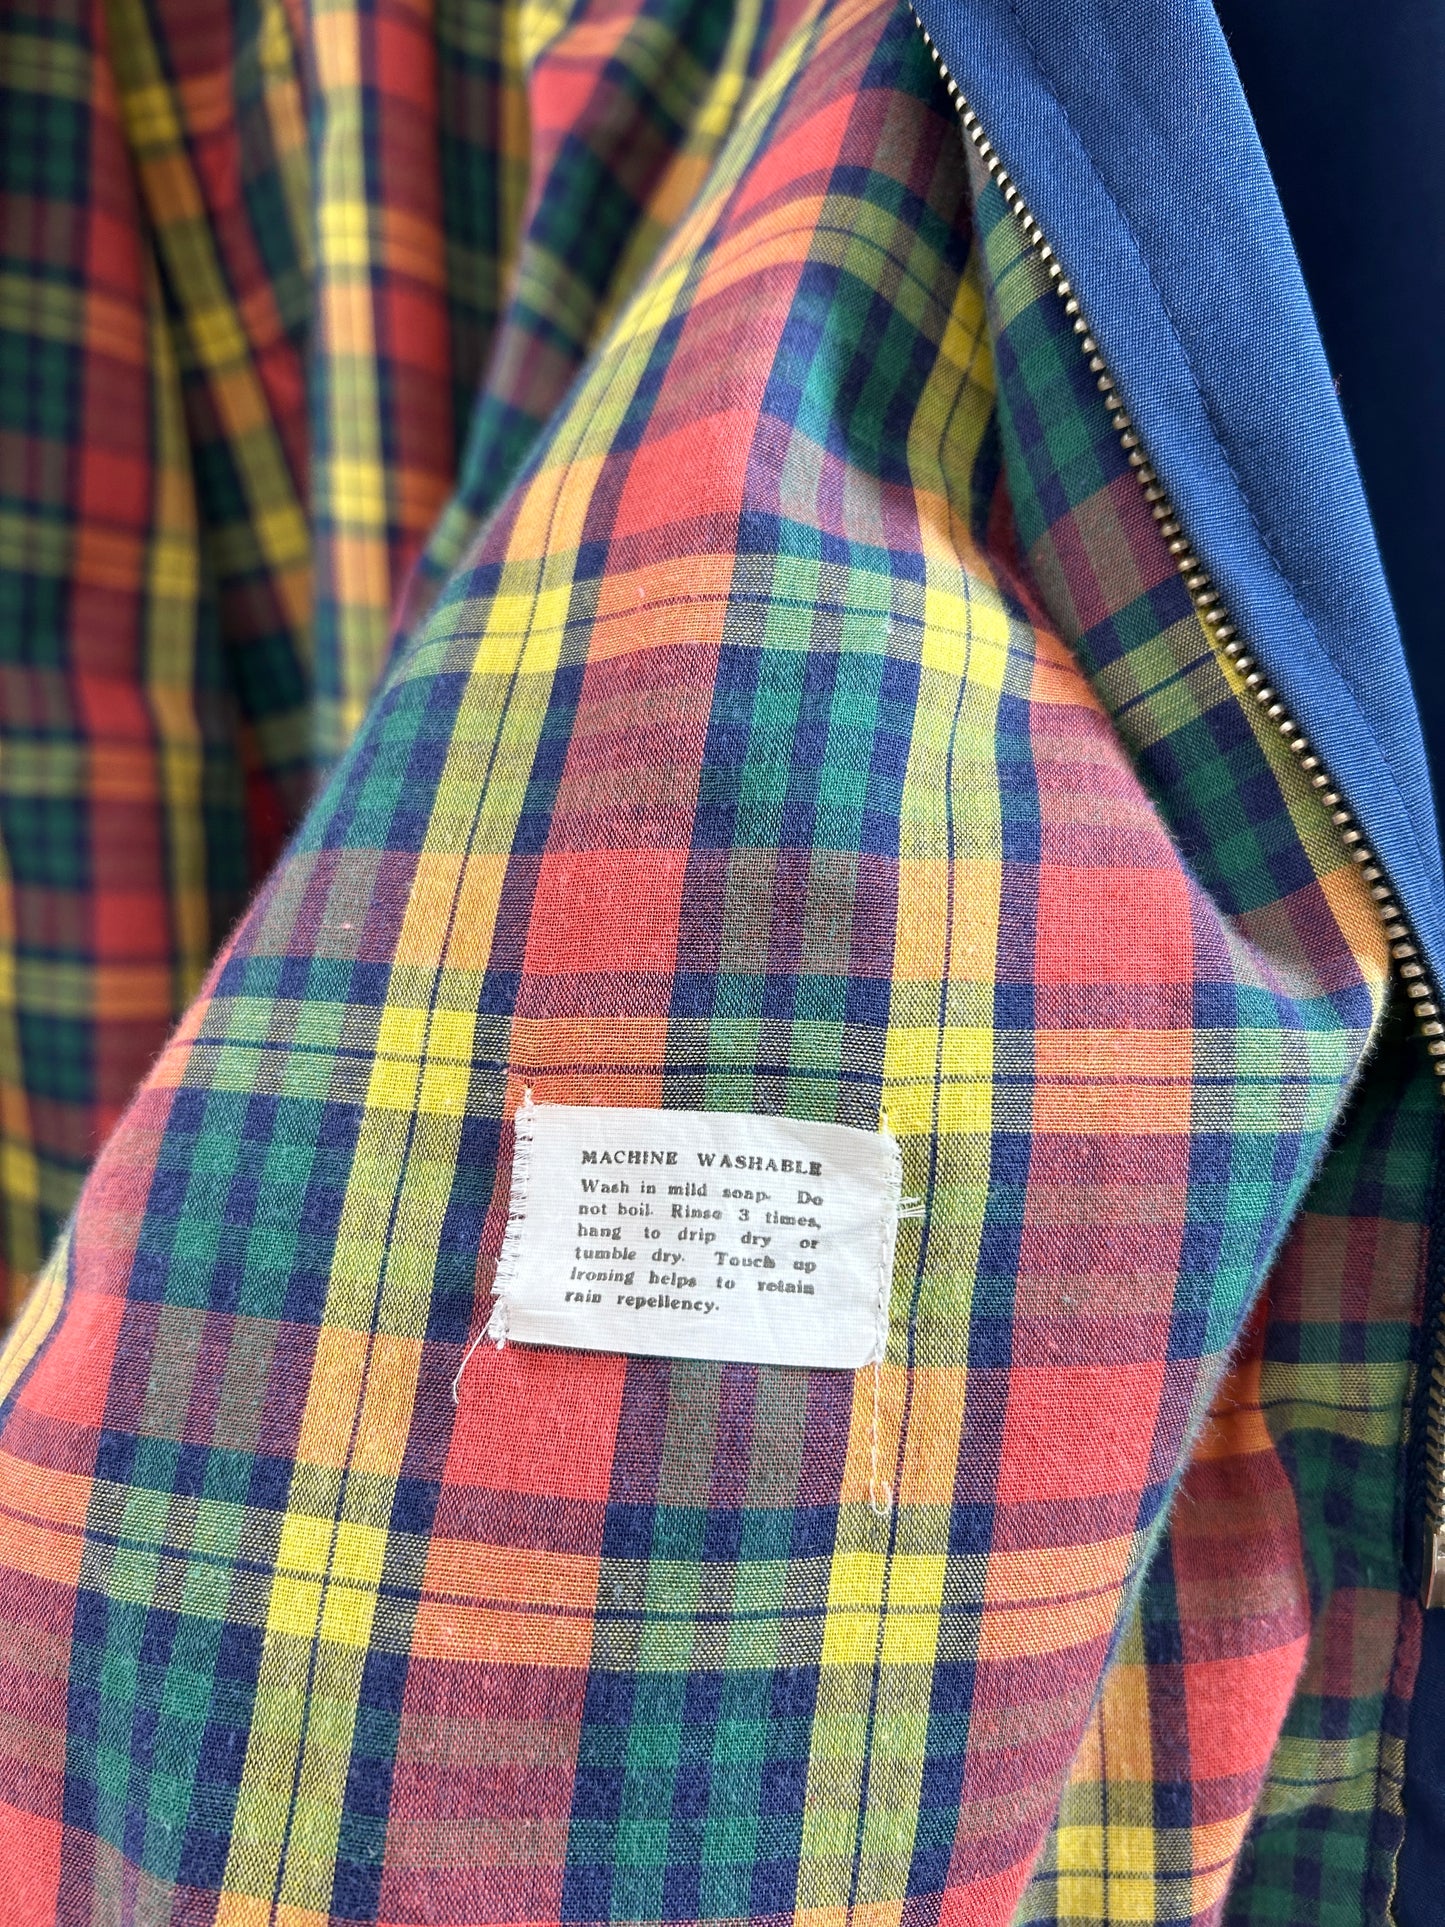 MACHINE WASHABLE
Wash in mild soap. Do
not boil. Rinse 3 times,
hang to drip dry or
tumble dry. Touch up
ironing helps to retain
rain repellency.